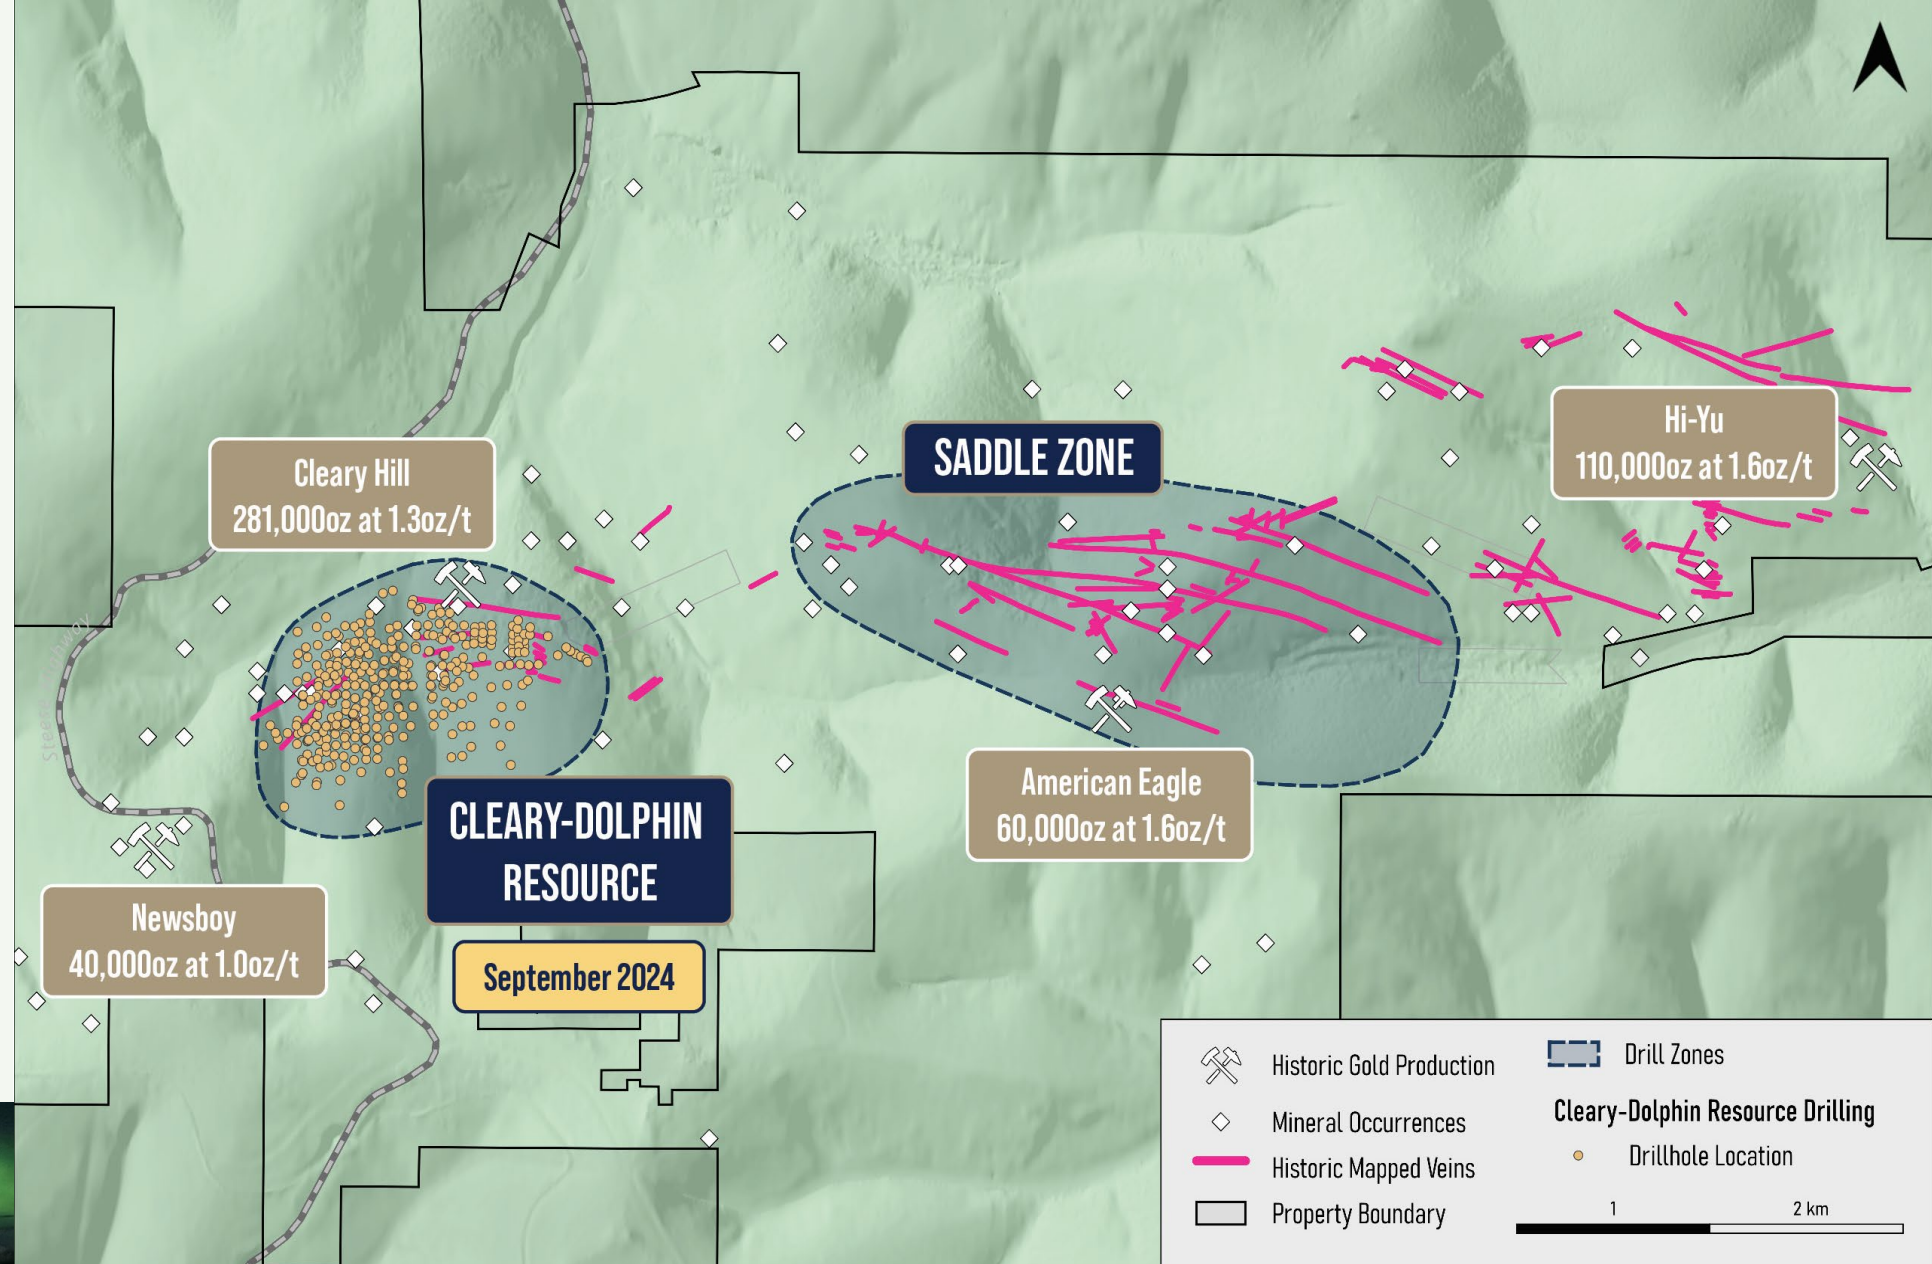 Hi-Yu
110,000oz at 1.6oz/t
SADDLE ZONE
Cleary Hill
281,000oz at 1.3oz/t
American Eagle
60,000oz at 1.6oz/t
CLEARY-DOLPHIN
RESOURCE
September 2024
Newsboy
40,000oz at 1.0oz/t
Historic Gold Production
Mineral Occurrences
Historic Mapped Veins
Property Boundary
Drill Zones
Cleary-Dolphin Resource Drilling
Drillhole Location
1 2 km